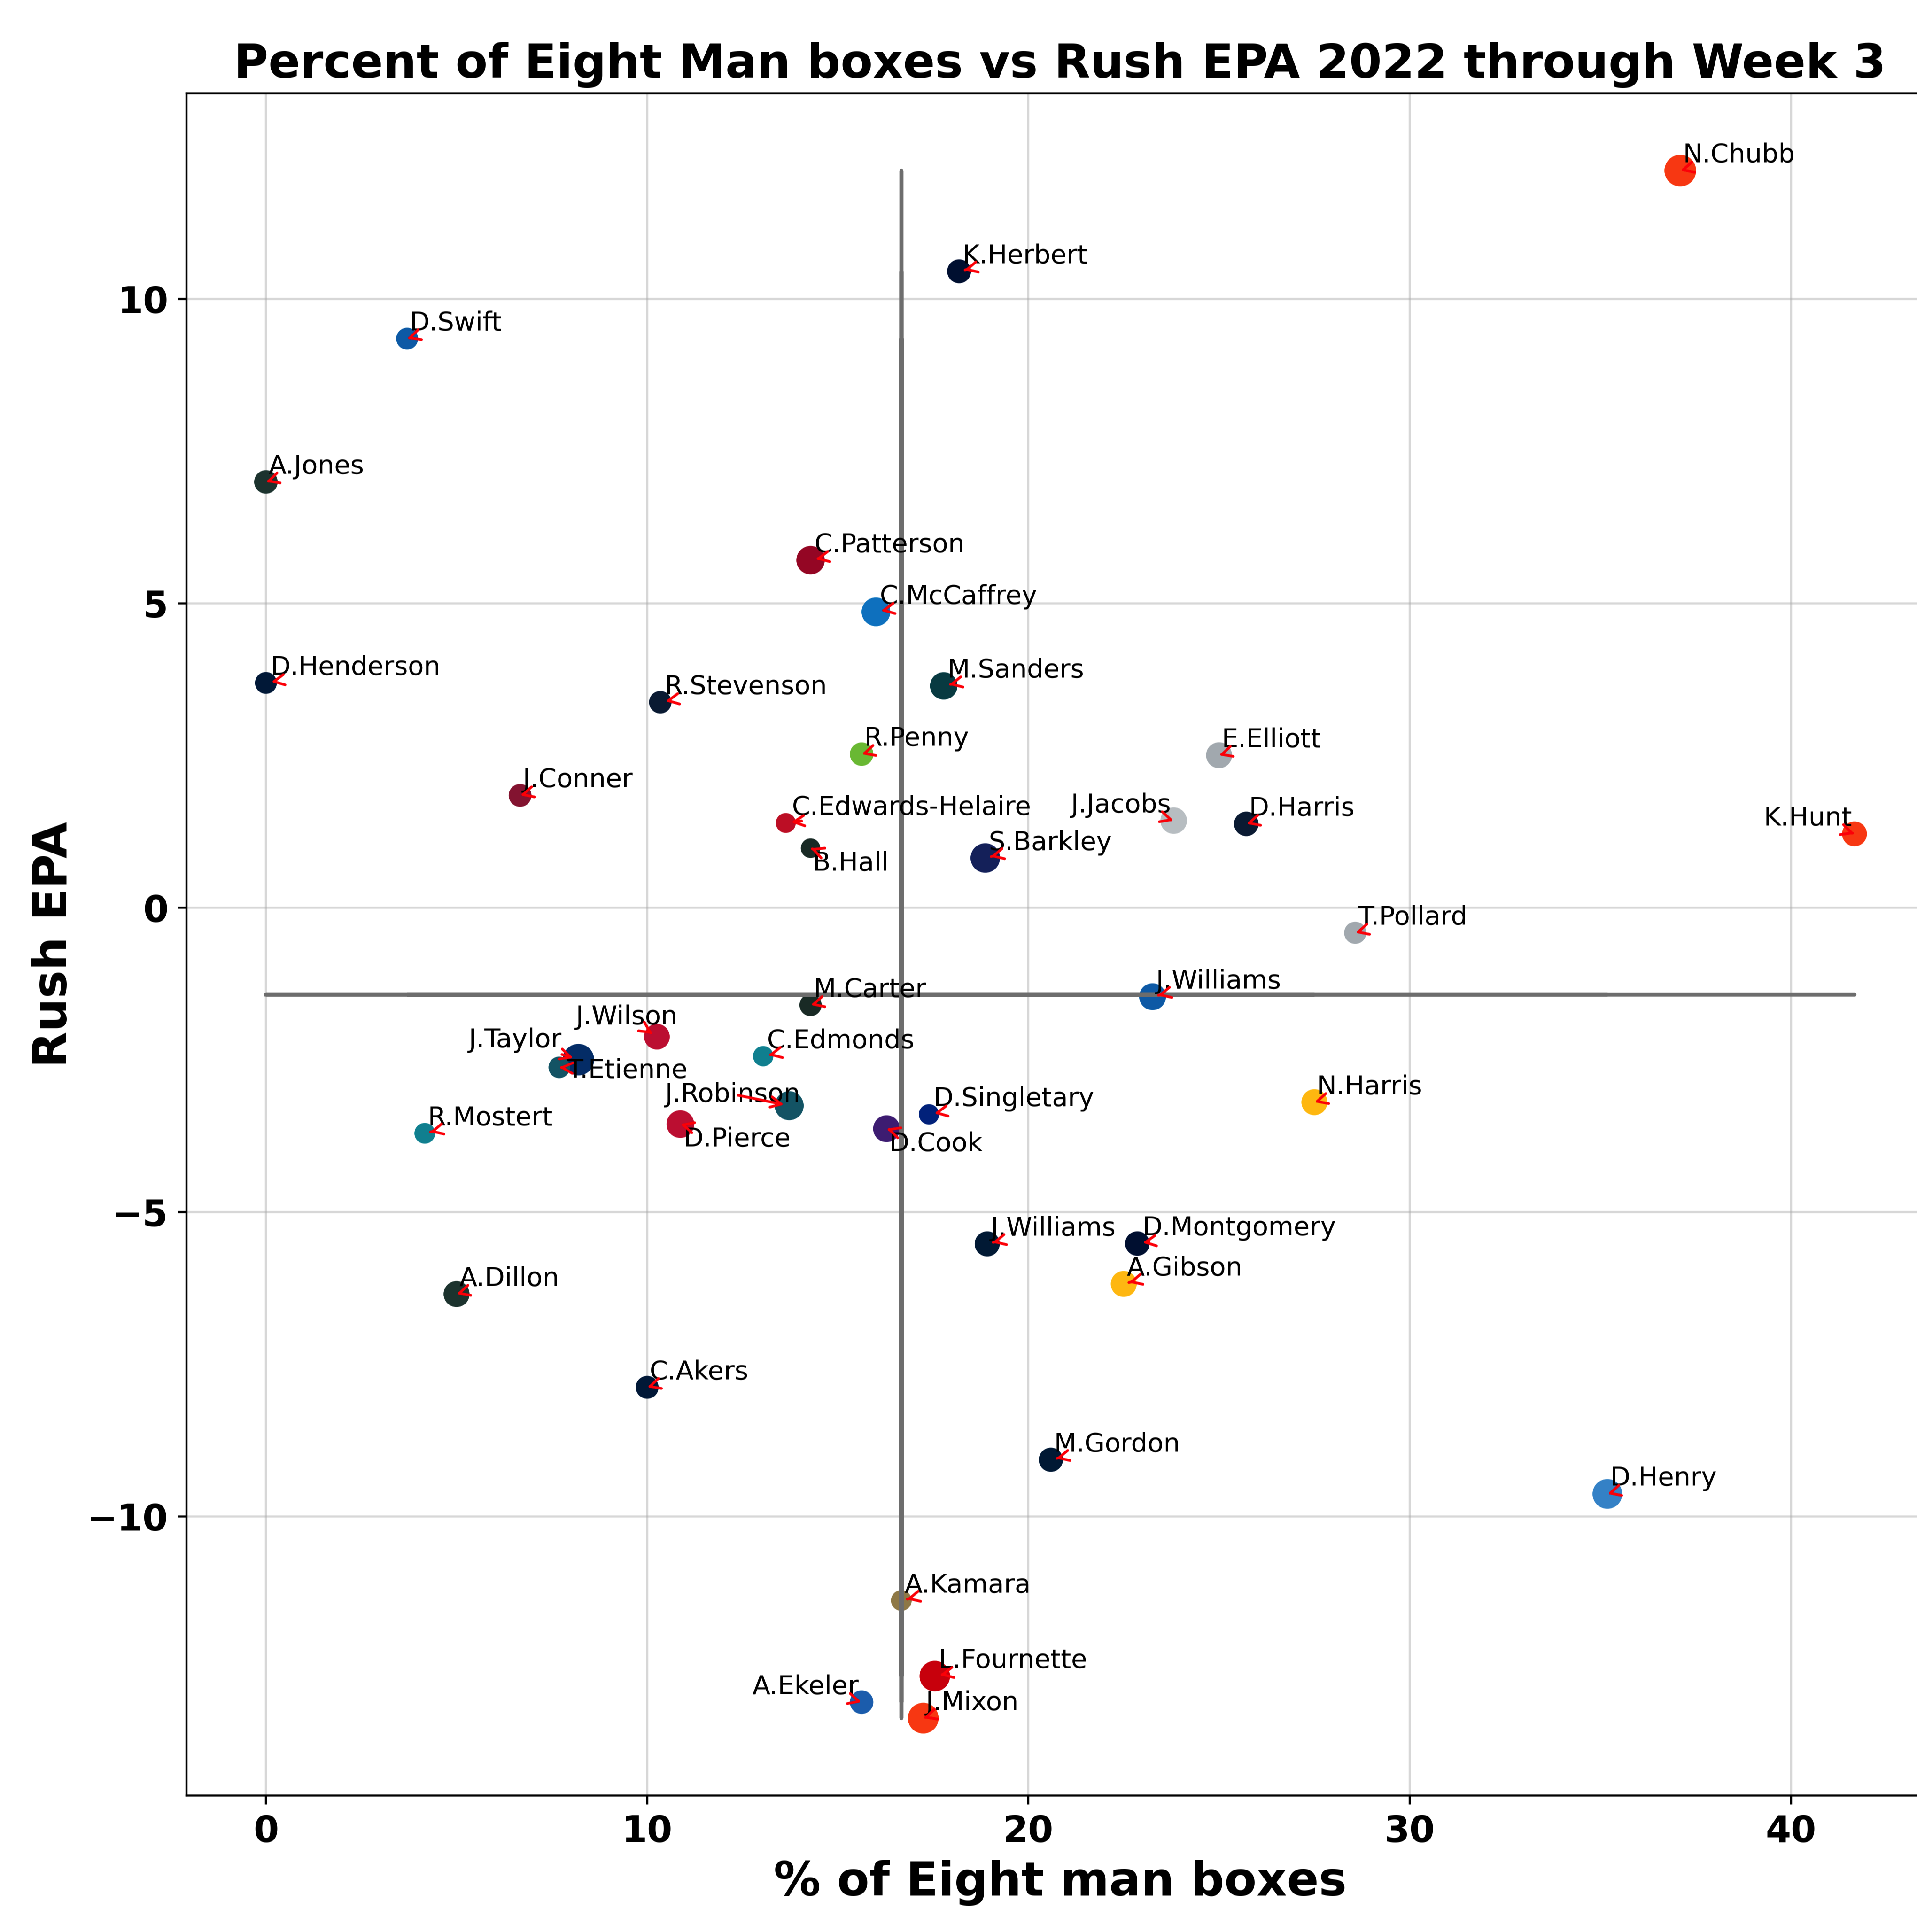 Percent of Eight Man boxes vs Rush EPA 2022 through Week 3
N.Chubb
K.Herbert
10
D.Swift
A.Jones
C.Patterson
C.McCaffrey
5
D.Henderson
M.Sanders
R.Stevenson
R.Penny
E.Elliott
J.Conner
C.Edwards-Helaire
J.Jacobs
D.Harris
K.Hunt
S.Barkley
B.Hall
0
T.Pollard
Rush EPA
J.Williams
M.Carter
J.Wilson
J.Taylor
C.Edmonds
T.Etienne
N.Harris
J.Robinson
D.Singletary
R.Mostert
D.Pierce
D.Cook
−5
J.Williams
D.Montgomery
A.Gibson
A.Dillon
C.Akers
M.Gordon
D.Henry
−10
A.Kamara
L.Fournette
A.Ekeler
J.Mixon
0
10
20
30
40
% of Eight man boxes